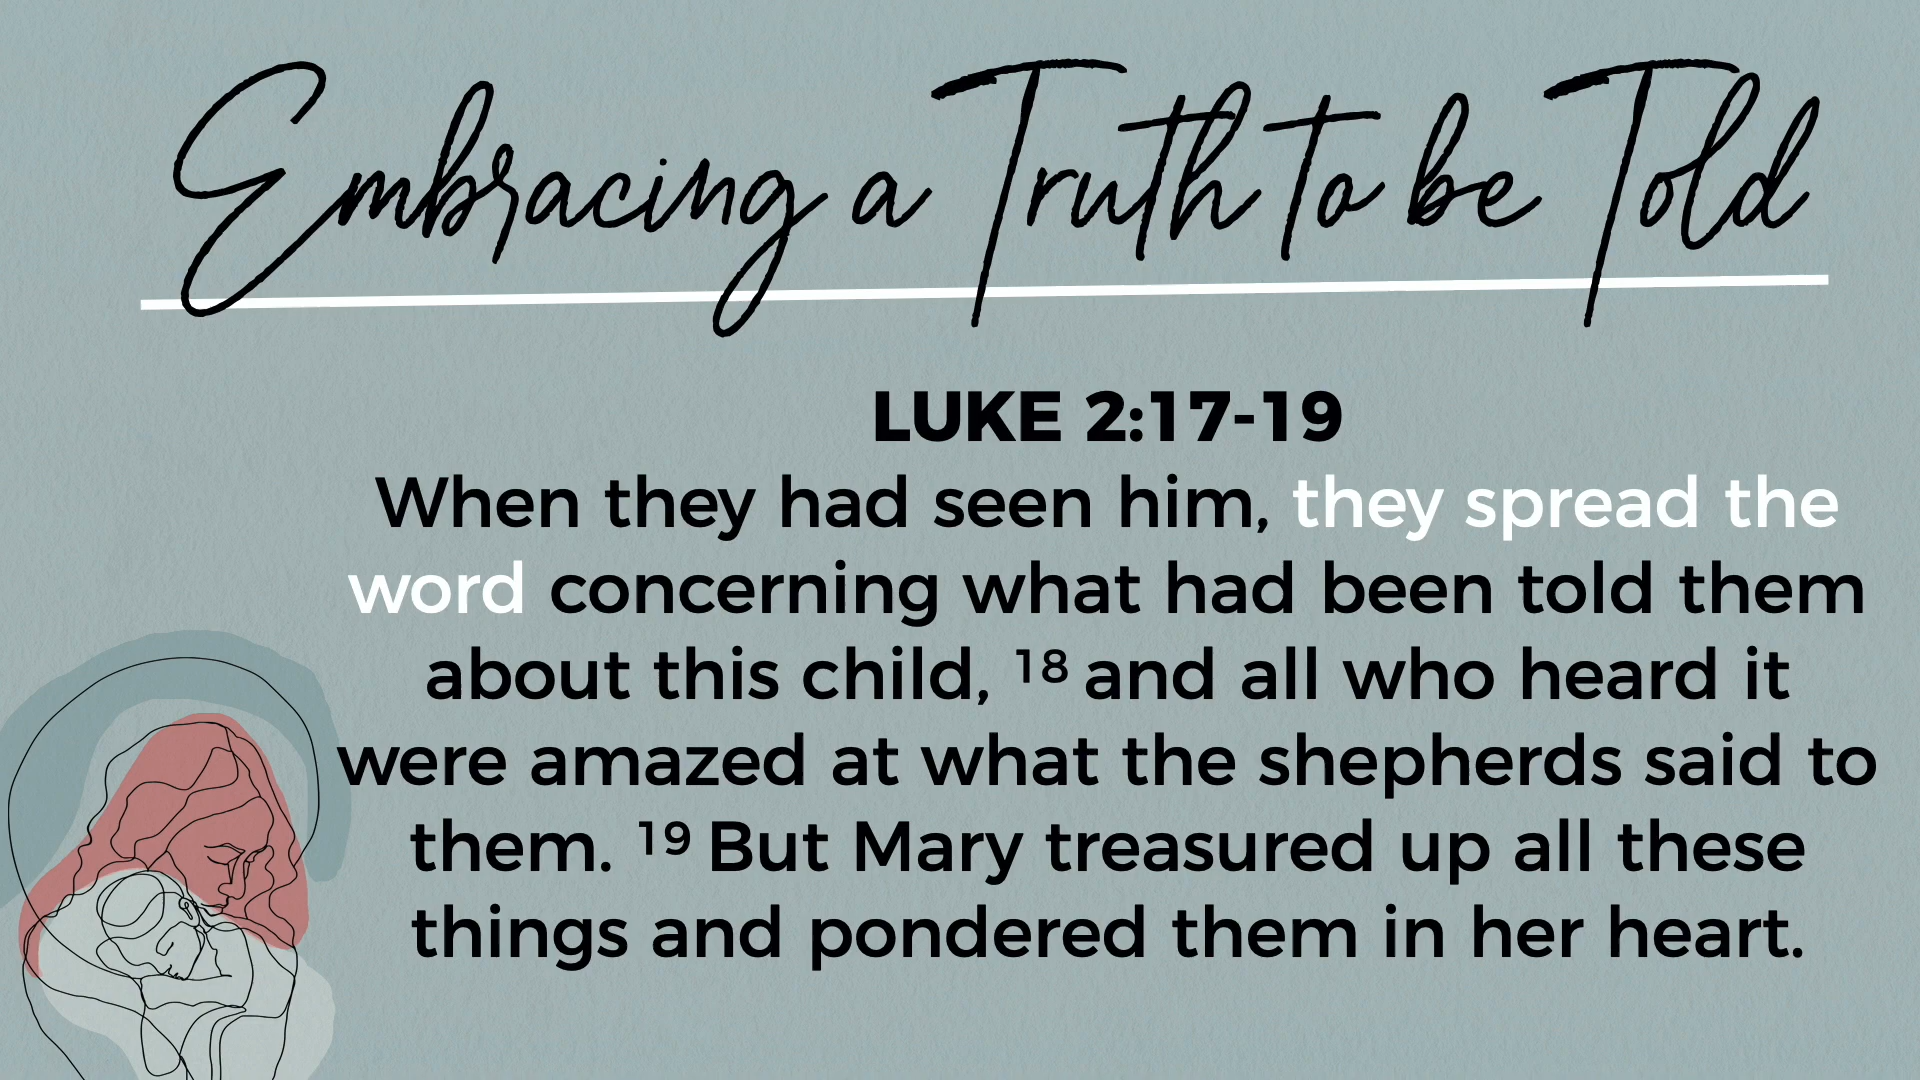 Embracing a Truth to be Told
LUKE 2:17-19
When they had seen him, they spread the
word concerning what had been told them
about this child, ¹⁸ and all who heard it
were amazed at what the shepherds said to
them. ¹⁹ But Mary treasured up all these
things and pondered them in her heart.